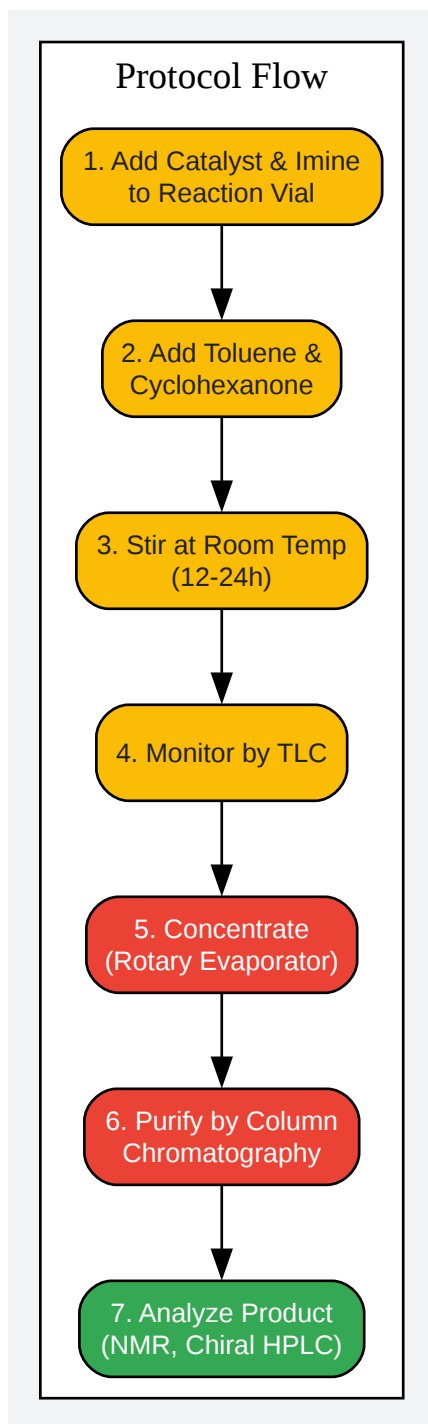 Protocol Flow
1. Add Catalyst & Imine
to Reaction Vial
2. Add Toluene &
Cyclohexanone
3. Stir at Room Temp
(12-24h)
4. Monitor by TLC
5. Concentrate
(Rotary Evaporator)
6. Purify by Column
Chromatography
7. Analyze Product
(NMR, Chiral HPLC)